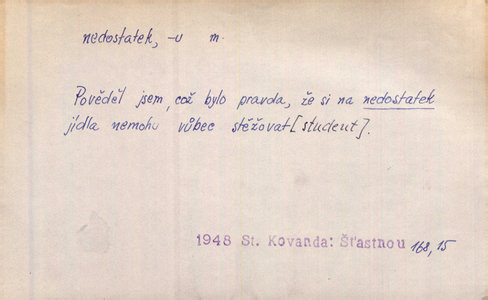 nedostatek, -u m.
Pověděl jsem, což bylo pravda, že si na nedostatek
jídla nemohu vůbec stěžovat [student].
1948 St. Kovanda: Šťastnou 168,15